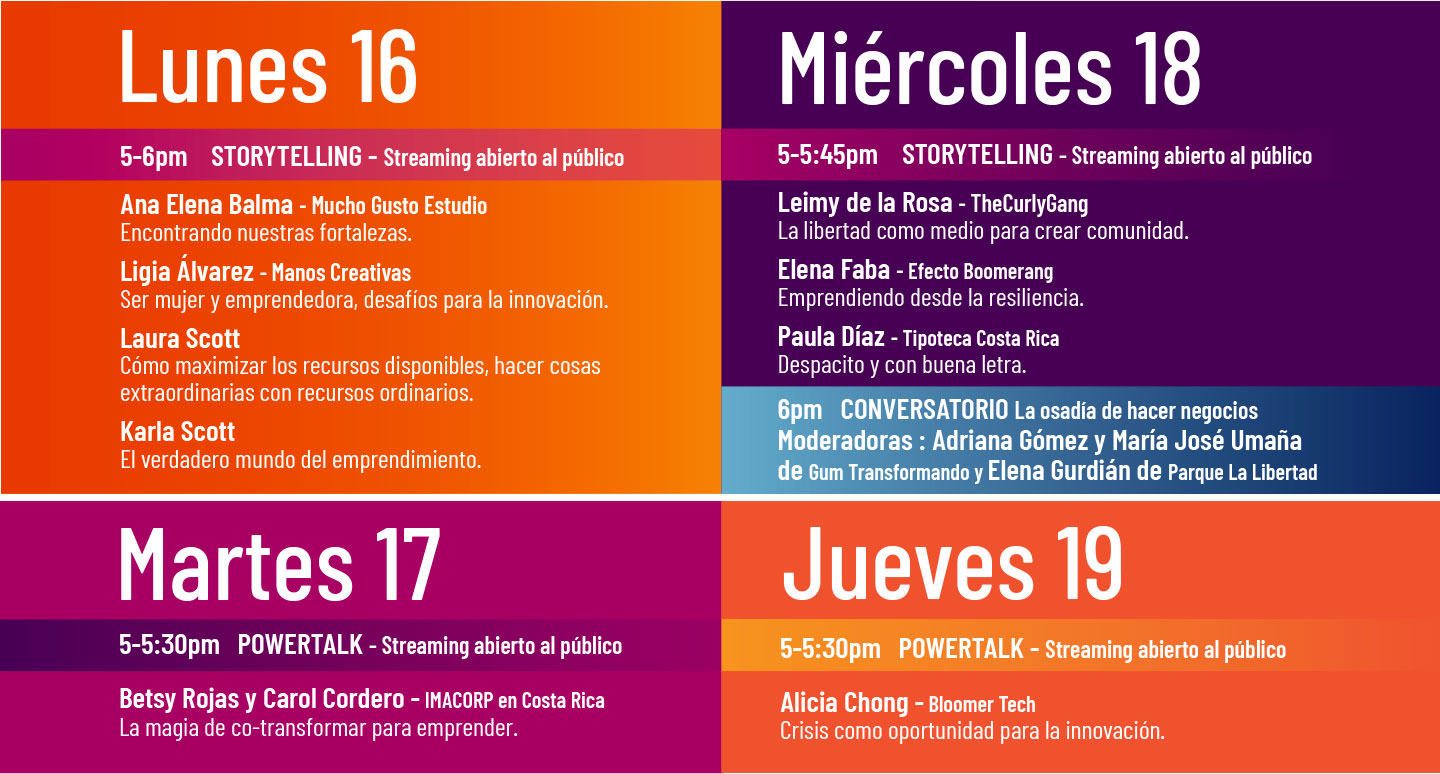 Lunes 16
5-6pm STORYTELLING - Streaming abierto al público
Ana Elena Balma - Mucho Gusto Estudio
Encontrando nuestras fortalezas.
Ligia Álvarez - Manos Creativas
Ser mujer y emprendedora, desafíos para la innovación.
Laura Scott
Cómo maximizar los recursos disponibles, hacer cosas
extraordinarias con recursos ordinarios.
Karla Scott
El verdadero mundo del emprendimiento.
Miércoles 18
5-5:45pm STORYTELLING - Streaming abierto al público
Leimy de la Rosa - TheCurlyGang
La libertad como medio para crear comunidad.
Elena Faba - Efecto Boomerang
Emprendiendo desde la resiliencia.
Paula Díaz - Tipoteca Costa Rica
Despacito y con buena letra.
6pm CONVERSATORIO La osadía de hacer negocios
Moderadoras : Adriana Gómez y María José Umaña
de Gum Transformando y Elena Gurdián de Parque La Libertad
Martes 17
5-5:30pm POWERTALK - Streaming abierto al público
Betsy Rojas y Carol Cordero - IMACORP en Costa Rica
La magia de co-transformar para emprender.
Jueves 19
5-5:30pm POWERTALK - Streaming abierto al público
Alicia Chong - Bloomer Tech
Crisis como oportunidad para la innovación.